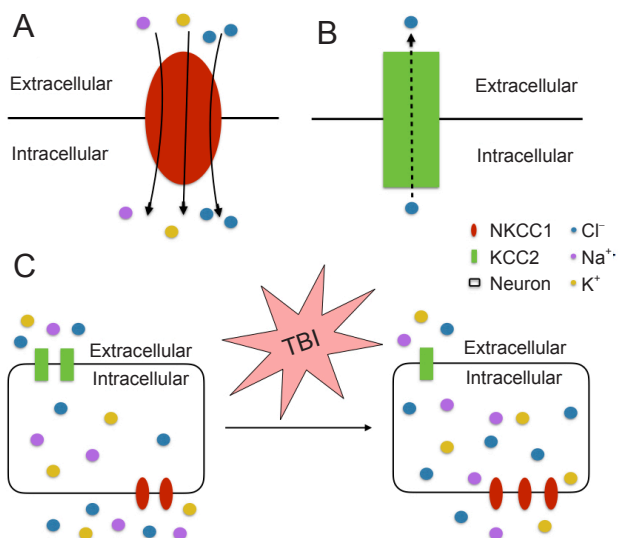 A
Extracellular
Intracellular
B
Extracellular
Intracellular
NKCC1
KCC2
Neuron
Cl⁻
Na⁺·
K⁺
C
Extracellular
Intracellular
TBI
Extracellular
Intracellular